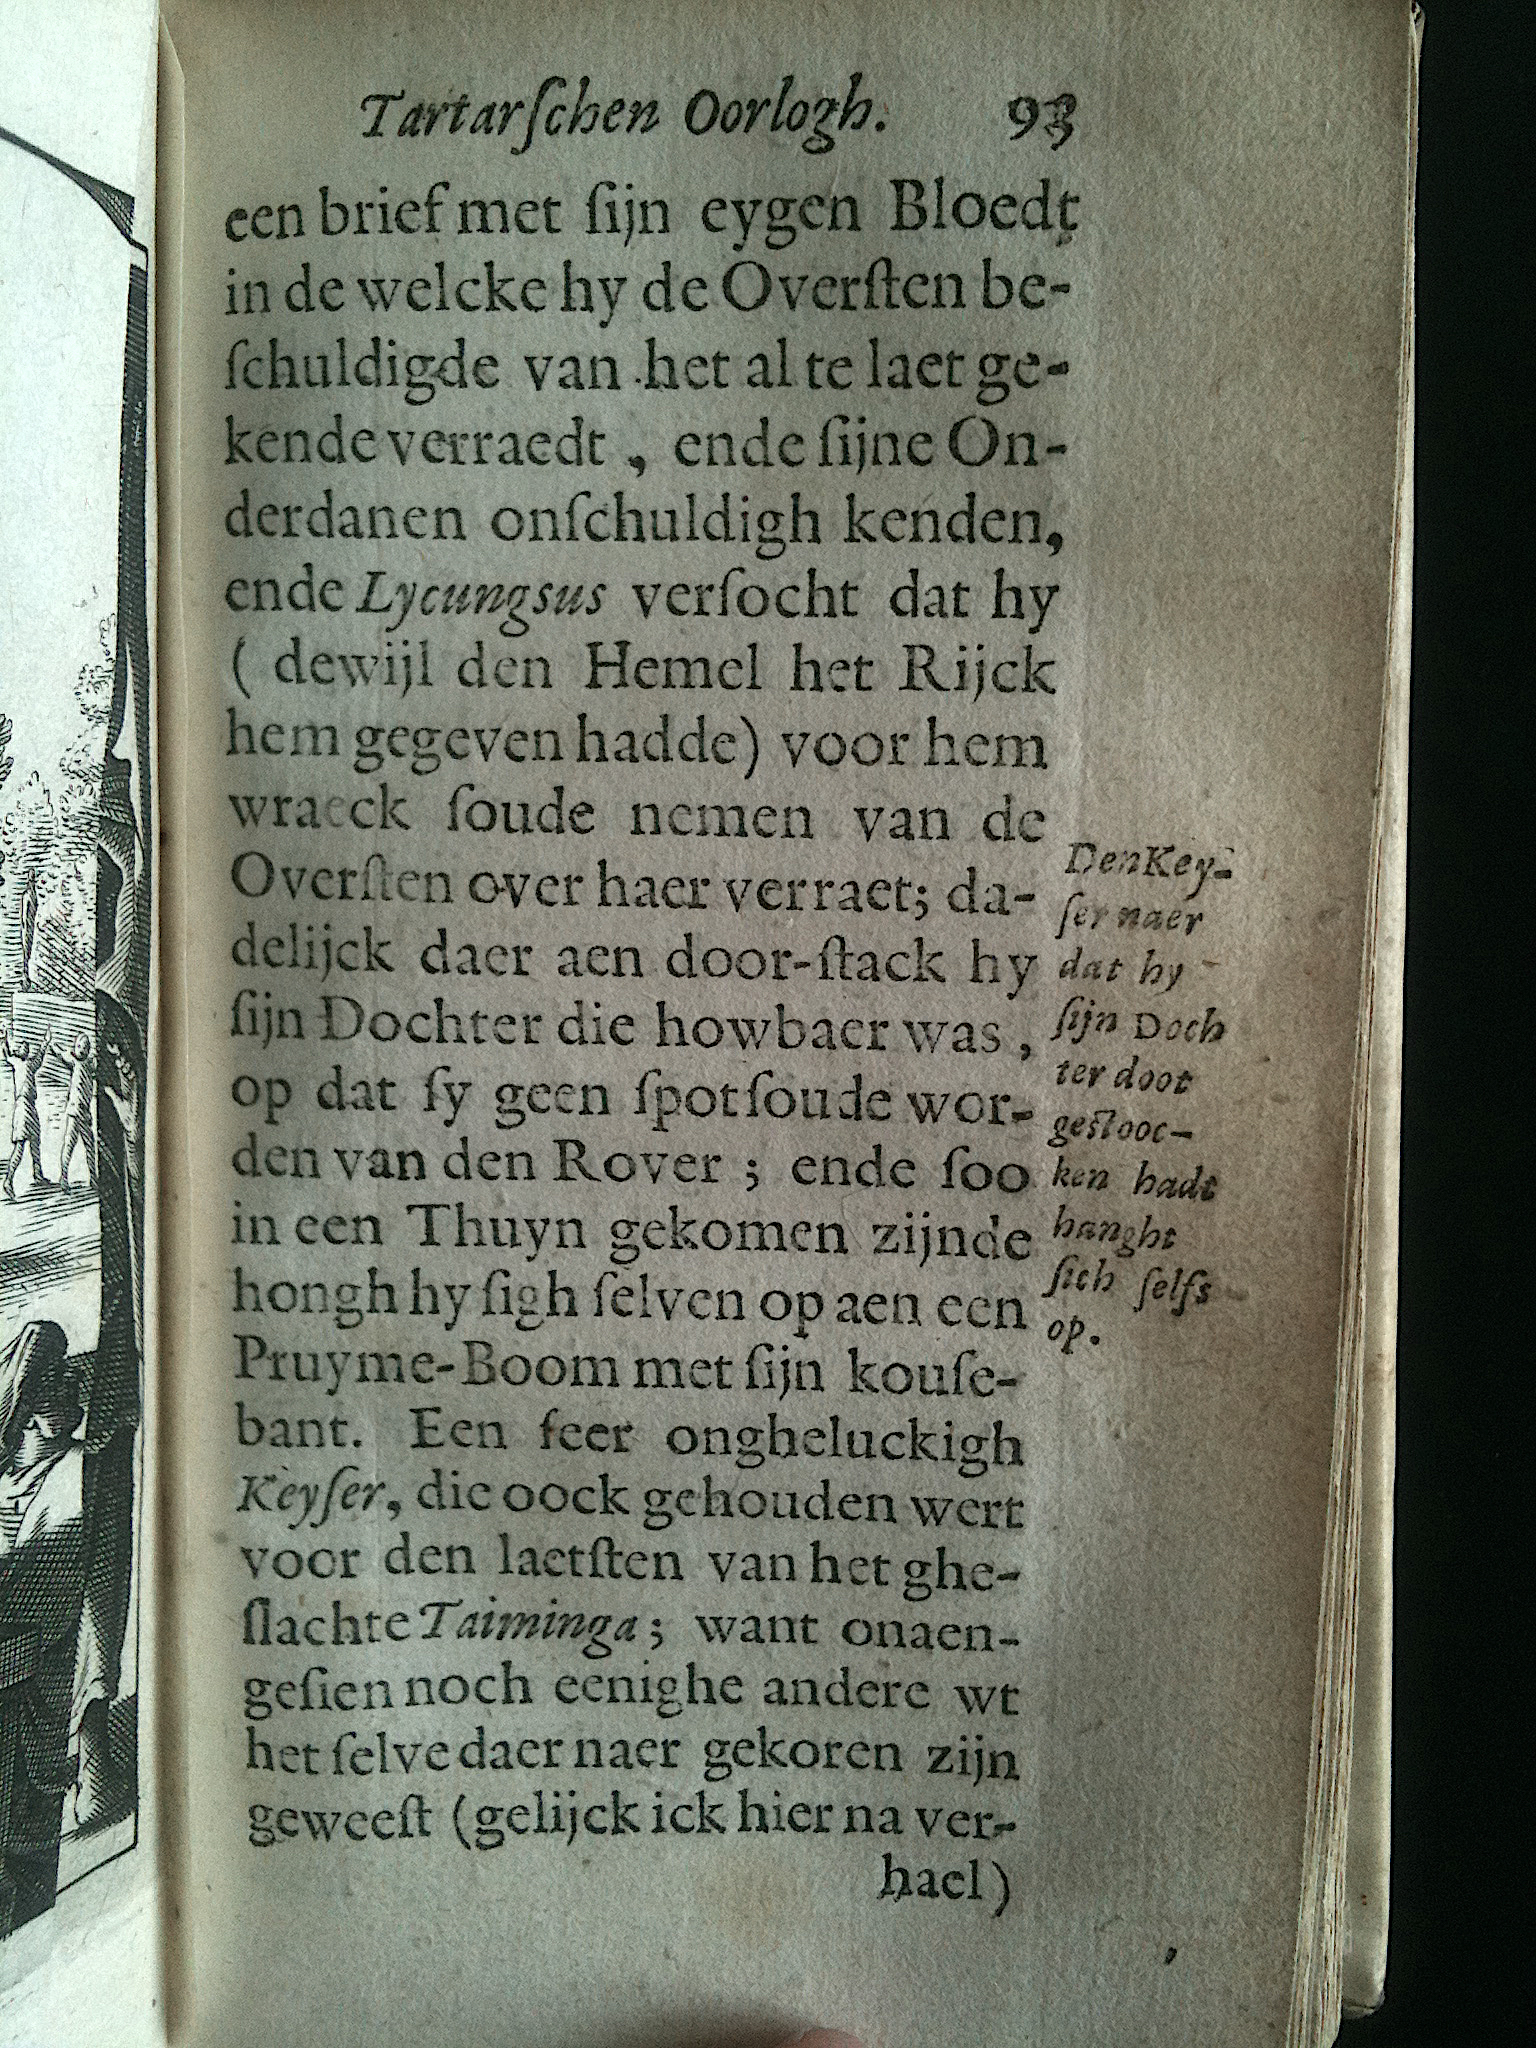 Tartarſchen Oorlogh. 93
een brief met ſijn eygen Bloedt
in de welcke hy de Overſten be-
ſchuldigde van het al te laet ge-
kende verraedt, ende ſijne On-
derdanen onſchuldigh kenden,
ende Lycungsus verſocht dat hy
( dewijl den Hemel het Rijck
hem gegeven hadde) voor hem
wraeck ſoude nemen van de
Overſten over haer verraet; da-
delijck daer aen door-ſtack hy
ſijn Dochter die howbaer was,
op dat ſy geen ſpot ſoude wor-
den van den Rover; ende ſoo
in een Thuyn gekomen zijnde
hongh hy ſigh ſelven op aen een
Pruyme-Boom met ſijn kouſe-
bant. Een ſeer ongheluckigh
Keyſer, die oock gehouden wert
voor den laetſten van het ghe-
ſlachte Taiminga; want onaen-
geſien noch eenighe andere wt
het ſelve daer naer gekoren zijn
geweeſt (gelijck ick hier na ver-
hael)
Den Key-
ſer naer
dat hy
ſijn Doch
ter doot
geſtooc-
ken hadt
hanght
ſich ſelfs
op.